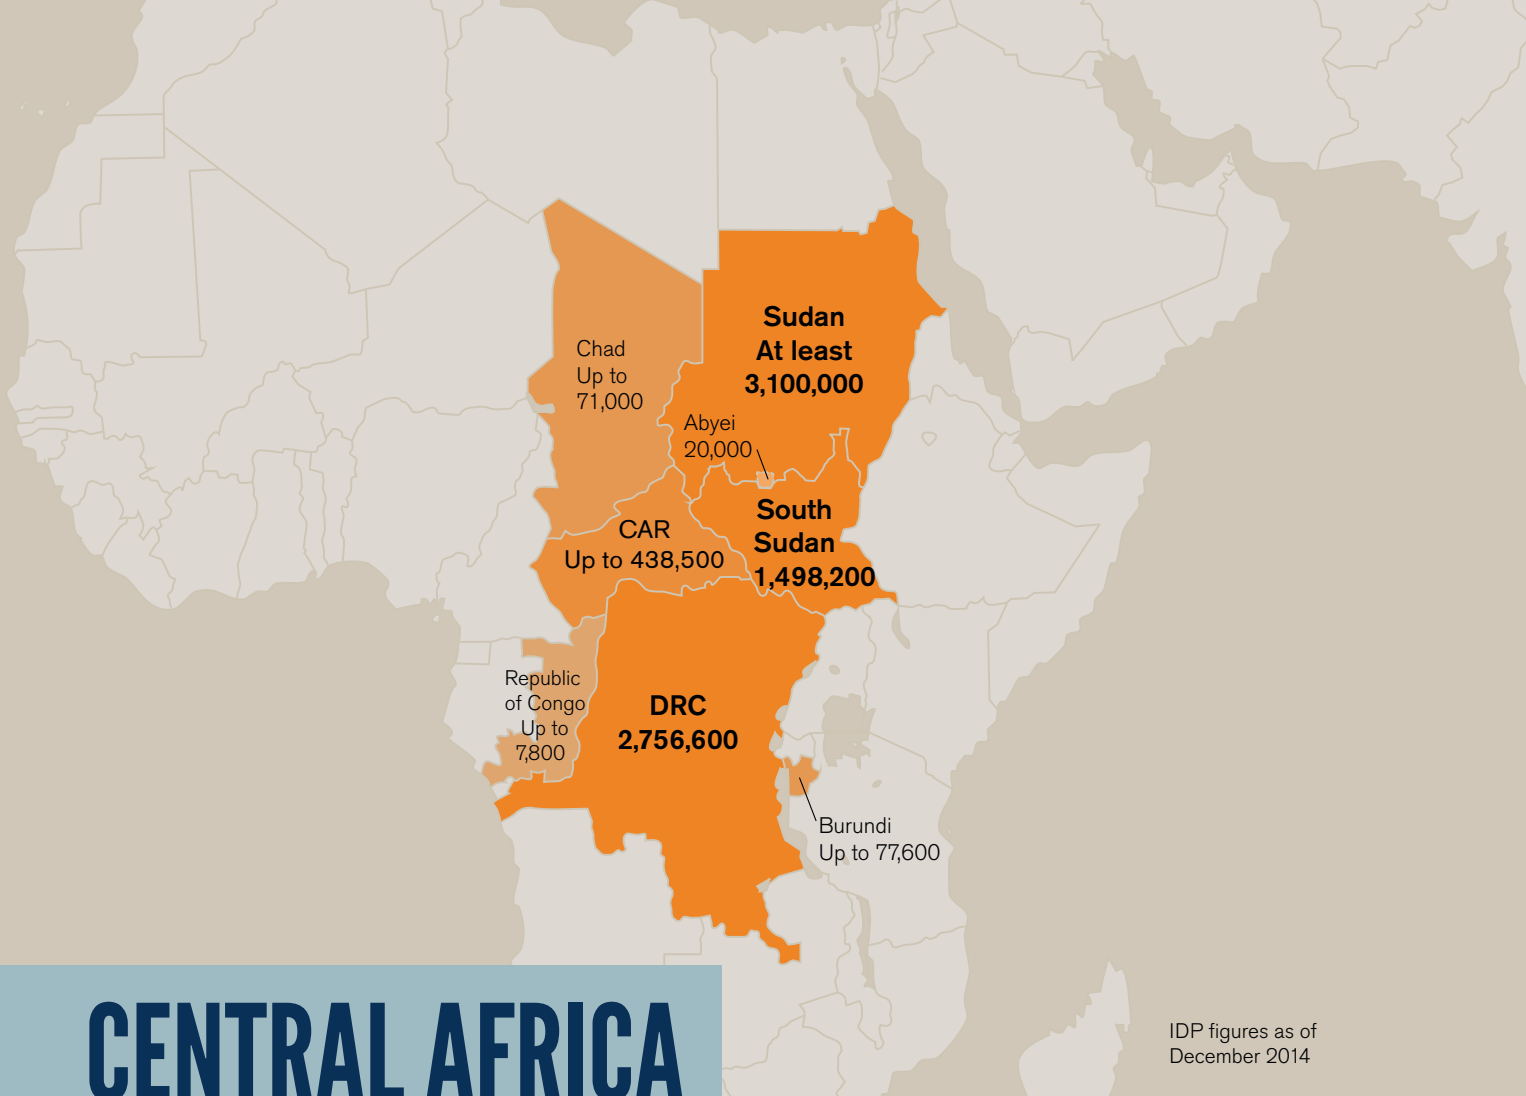 Sudan
At least
3,100,000
Chad
Up to
71,000
Abyei
20,000
South
Sudan
1,498,200
CAR
Up to 438,500
Republic
of Congo
Up to
7,800
DRC
2,756,600
Burundi
Up to 77,600
CENTRAL AFRICA
IDP figures as of
December 2014